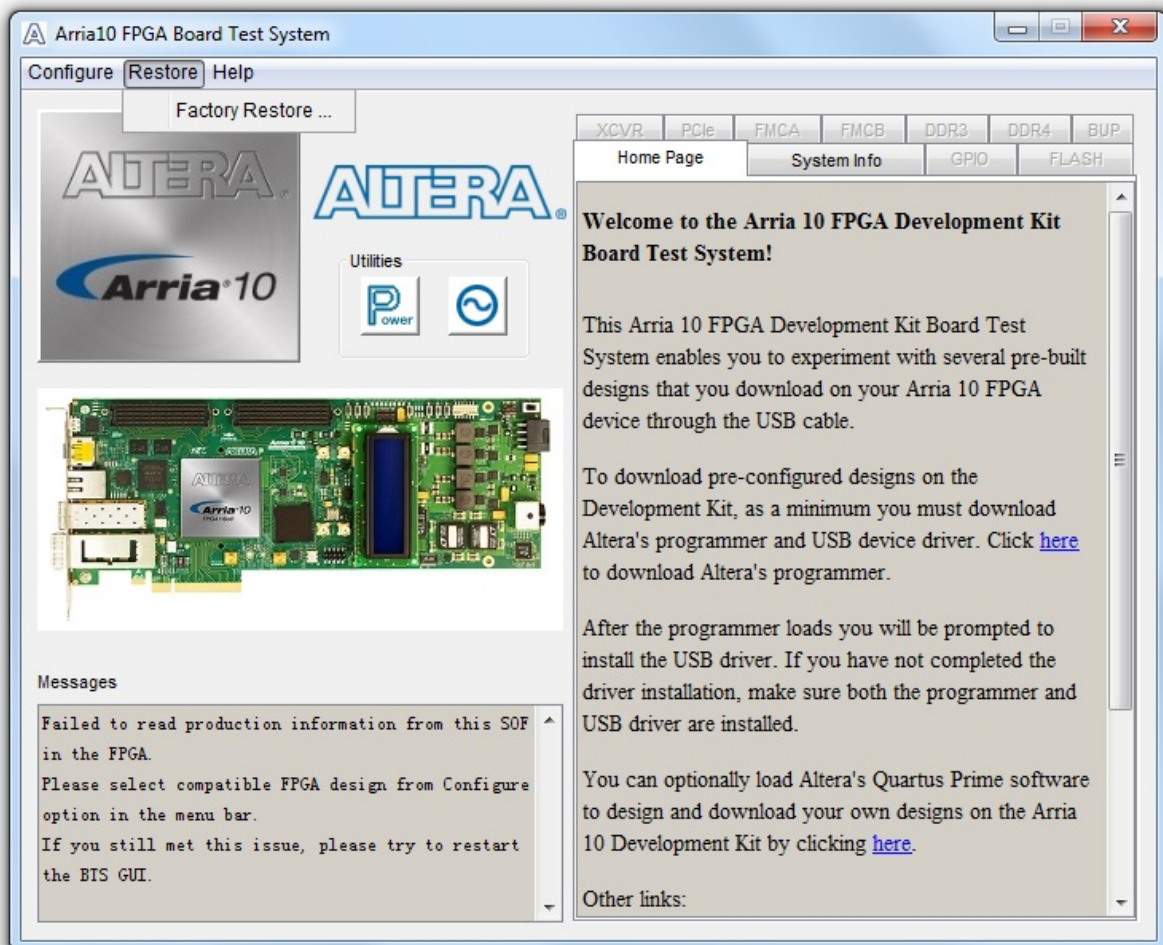 Arria10 FPGA Board Test System
Configure Restore Help
Factory Restore ...
ALTERA®
Arria® 10
ALTERA®
Utilities
Power
ALTERA
Arria 10
Messages
Failed to read production information from this SOF
in the FPGA.
Please select compatible FPGA design from Configure
option in the menu bar.
If you still met this issue, please try to restart
the BTS GUI.
XCVR PCIe FMCA FMCB DDR3 DDR4 BUP
Home Page System Info GPIO FLASH
Welcome to the Arria 10 FPGA Development Kit
Board Test System!
This Arria 10 FPGA Development Kit Board Test
System enables you to experiment with several pre-built
designs that you download on your Arria 10 FPGA
device through the USB cable.
To download pre-configured designs on the
Development Kit, as a minimum you must download
Altera's programmer and USB device driver. Click here
to download Altera's programmer.
After the programmer loads you will be prompted to
install the USB driver. If you have not completed the
driver installation, make sure both the programmer and
USB driver are installed.
You can optionally load Altera's Quartus Prime software
to design and download your own designs on the Arria
10 Development Kit by clicking here.
Other links: